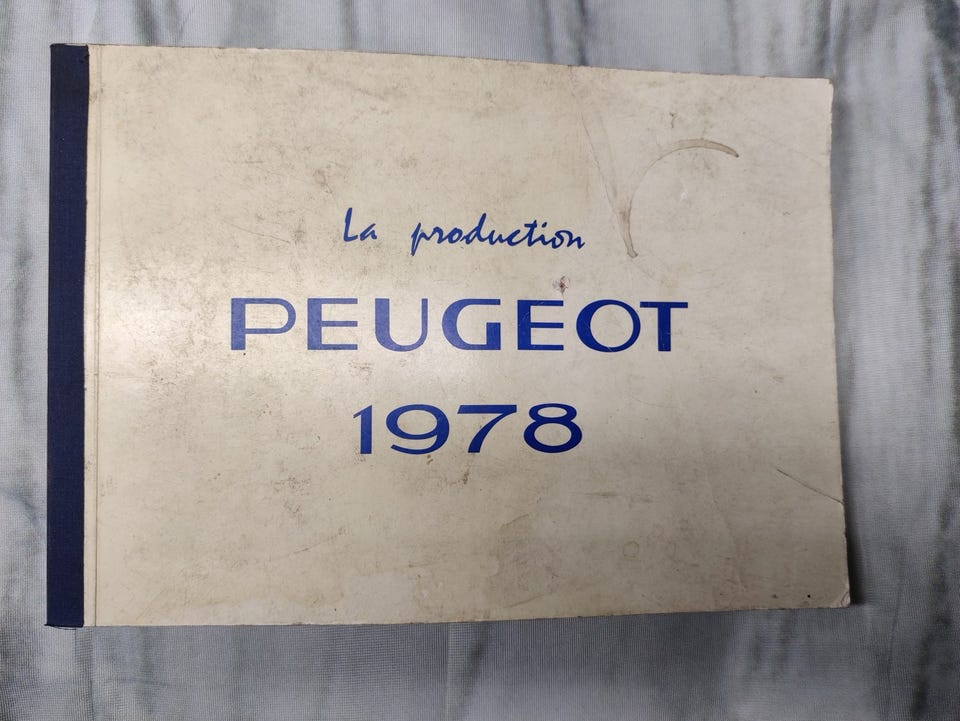 La production
PEUGEOT
1978